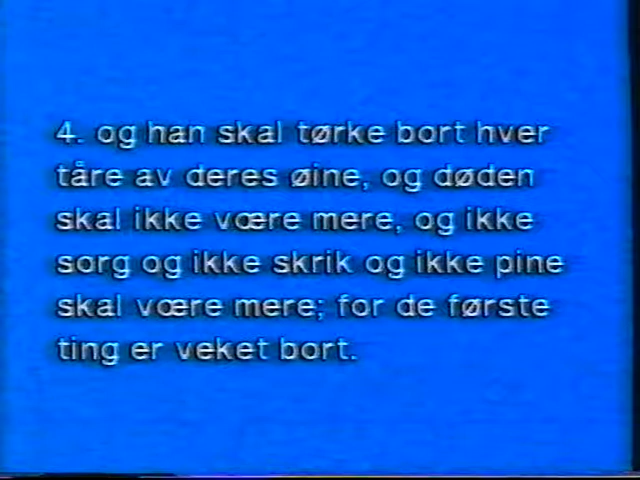 4. og han skal tørke bort hver
tåre av deres øine, og døden
skal ikke være mere, og ikke
sorg og ikke skrik og ikke pine
skal være mere; for de første
ting er veket bort.